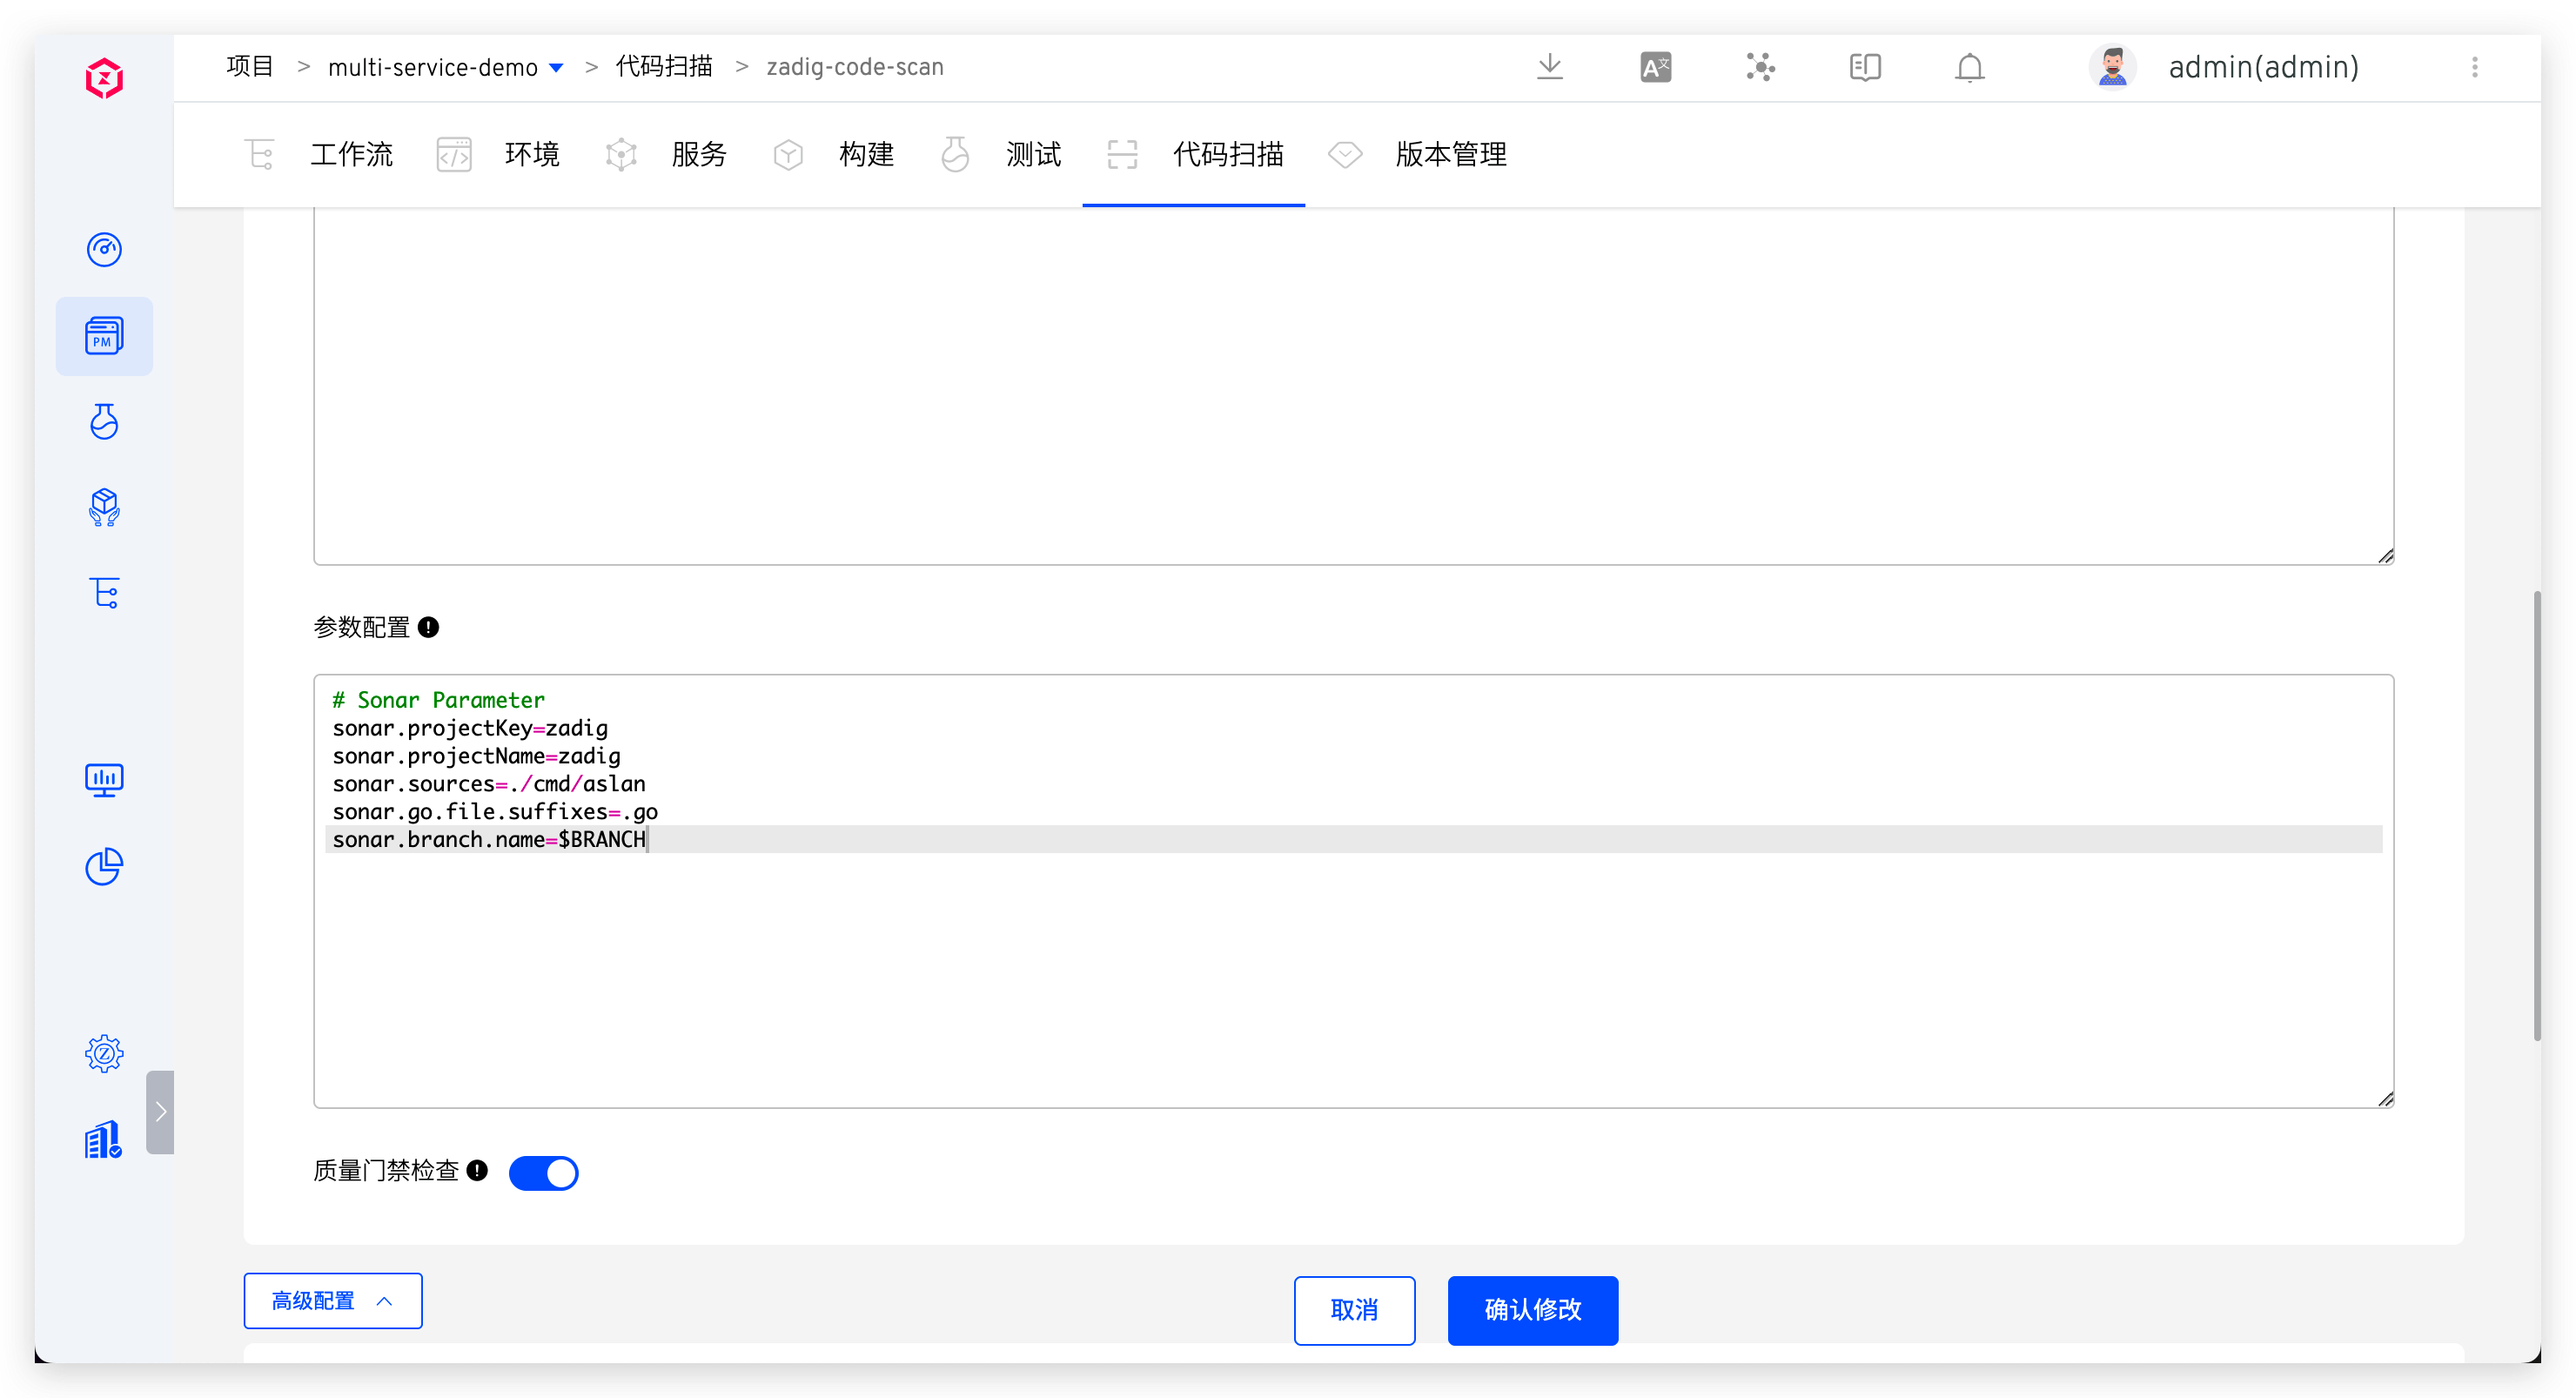 项目 > multi-service-demo > 代码扫描 > zadig-code-scan
admin(admin)
工作流 环境 服务 构建 测试 代码扫描 版本管理
PM
参数配置
# Sonar Parameter
sonar.projectKey=zadig
sonar.projectName=zadig
sonar.sources=./cmd/aslan
sonar.go.file.suffixes=.go
sonar.branch.name=$BRANCH
质量门禁检查
高级配置
取消 确认修改